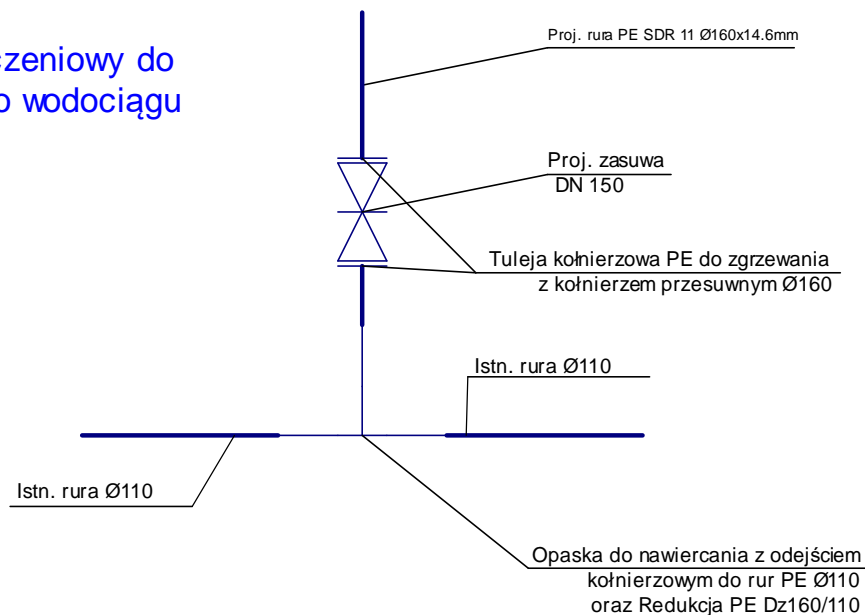 czeniowy do
o wodociągu
Proj. rura PE SDR 11 Ø160x14.6mm
Proj. zasuwa
DN 150
Tuleja kołnierzowa PE do zgrzewania
z kołnierzem przesuwnym Ø160
Istn. rura Ø110
Istn. rura Ø110
Opaska do nawiercania z odejściem
kołnierzowym do rur PE Ø110
oraz Redukcja PE Dz160/110